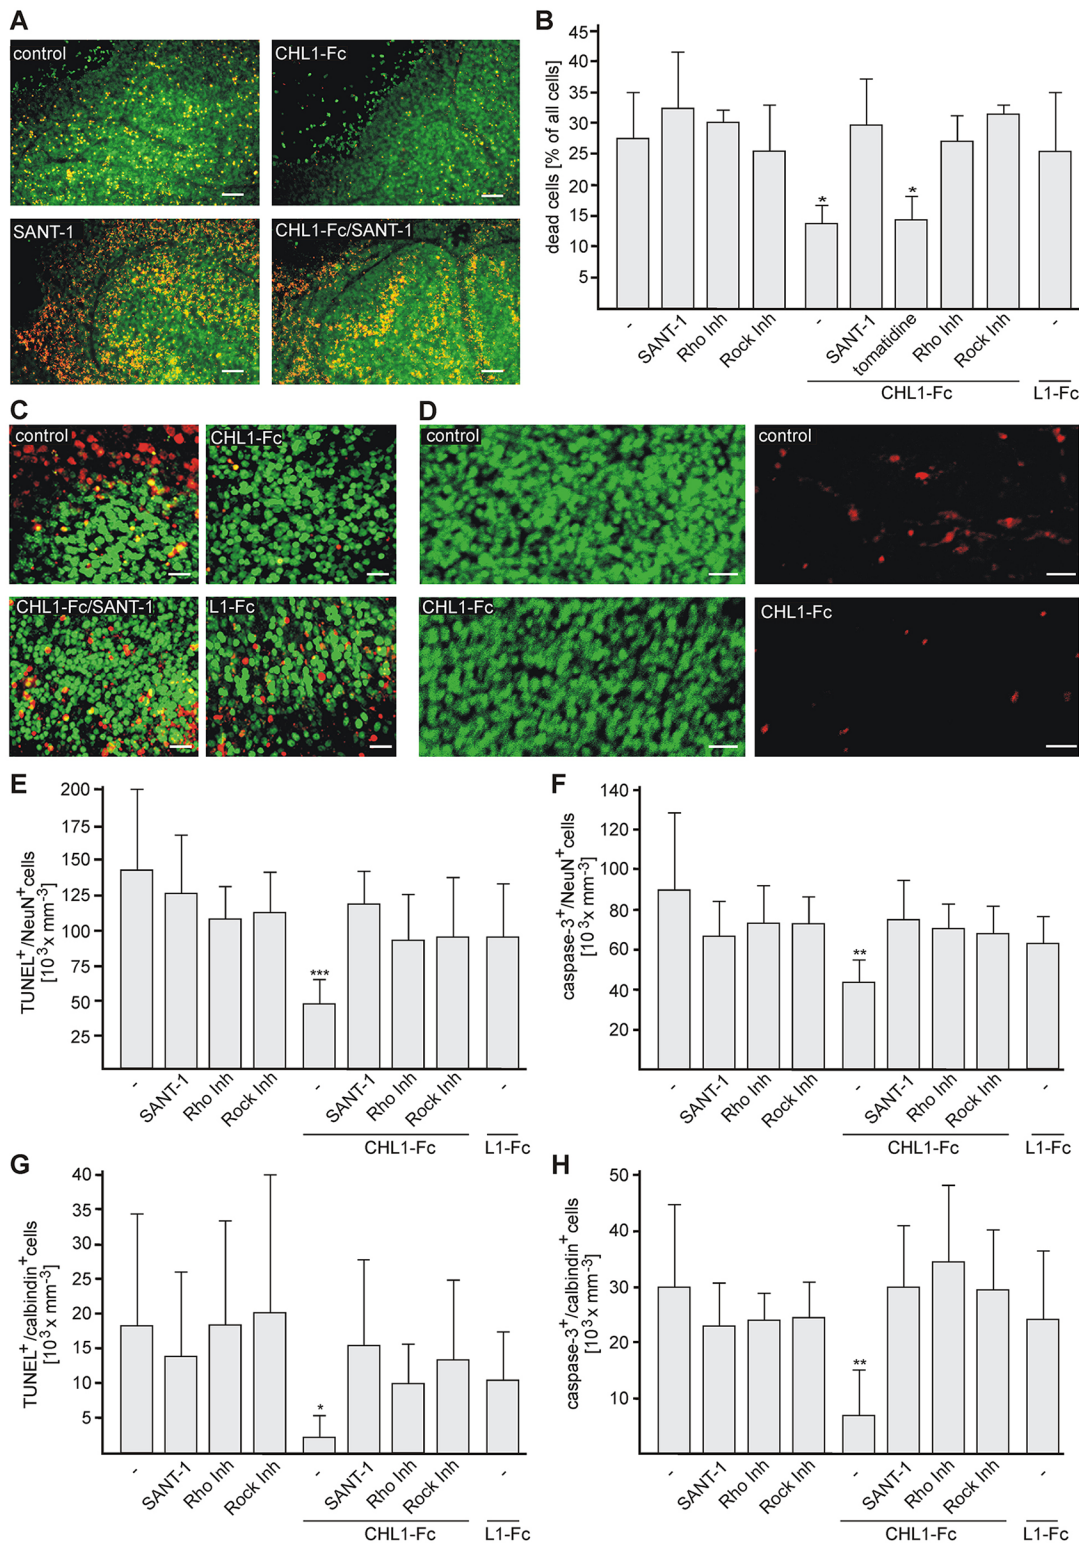 A
control
CHL1-Fc
SANT-1
CHL1-Fc/SANT-1
B
dead cells [% of all cells]
45
40
35
30
25
20
15
10
5
*
*
-
SANT-1
Rho Inh
Rock Inh
-
SANT-1
tomatidine
Rho Inh
Rock Inh
-
CHL1-Fc
L1-Fc
C
control
CHL1-Fc
CHL1-Fc/SANT-1
L1-Fc
D
control
control
CHL1-Fc
CHL1-Fc
E
TUNEL⁺/NeuN⁺cells
[10³x mm⁻³]
200
175
150
125
100
75
50
25
***
-
SANT-1
Rho Inh
Rock Inh
-
SANT-1
Rho Inh
Rock Inh
-
CHL1-Fc
L1-Fc
F
caspase-3⁺/NeuN⁺cells
[10³x mm⁻³]
140
120
100
80
60
40
20
**
-
SANT-1
Rho Inh
Rock Inh
-
SANT-1
Rho Inh
Rock Inh
-
CHL1-Fc
L1-Fc
G
TUNEL⁺/calbindin⁺cells
[10³x mm⁻³]
40
35
30
25
20
15
10
5
*
-
SANT-1
Rho Inh
Rock Inh
-
SANT-1
Rho Inh
Rock Inh
-
CHL1-Fc
L1-Fc
H
caspase-3⁺/calbindin⁺cells
[10³x mm⁻³]
50
40
30
20
10
**
-
SANT-1
Rho Inh
Rock Inh
-
SANT-1
Rho Inh
Rock Inh
-
CHL1-Fc
L1-Fc